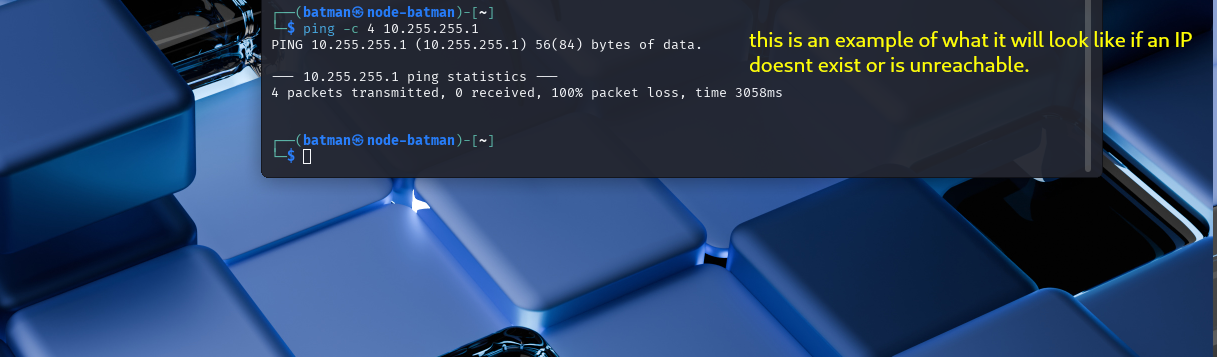 ┌──(batman㉿node-batman)-[~]
└─$ ping -c 4 10.255.255.1
PING 10.255.255.1 (10.255.255.1) 56(84) bytes of data.
--- 10.255.255.1 ping statistics ---
4 packets transmitted, 0 received, 100% packet loss, time 3058ms
┌──(batman㉿node-batman)-[~]
└─$
this is an example of what it will look like if an IP
doesnt exist or is unreachable.